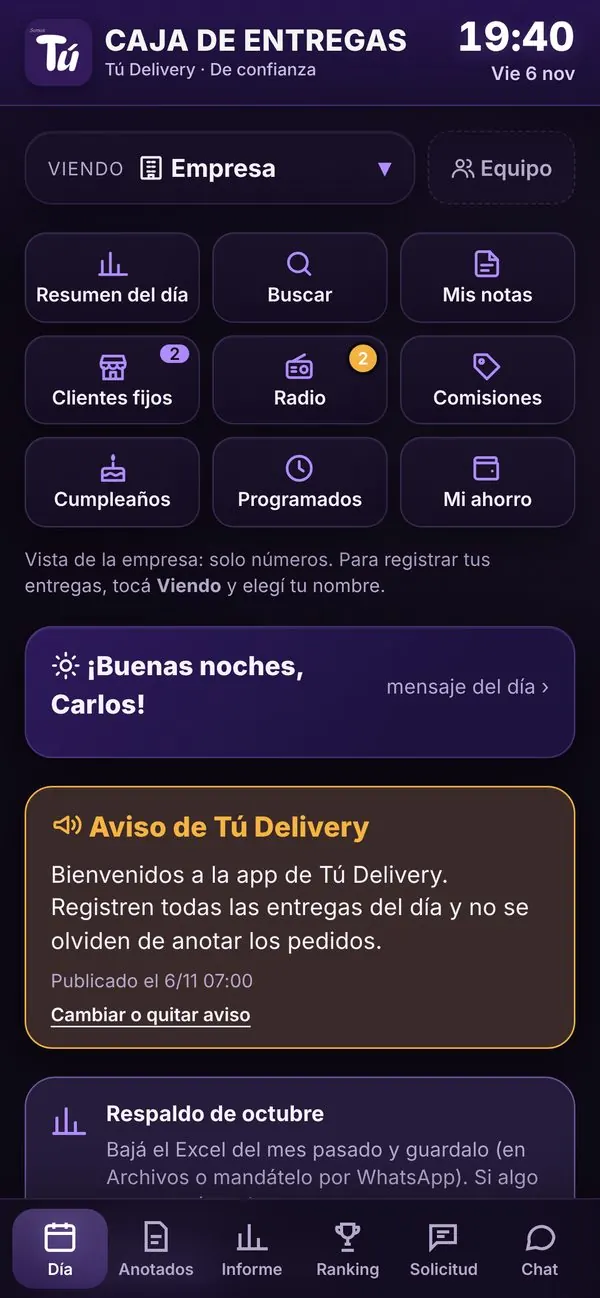 Somos
Tú
CAJA DE ENTREGAS
Tú Delivery · De confianza
19:40
Vie 6 nov
VIENDO Empresa ▼
Equipo
Resumen del día
Buscar
Mis notas
2
Clientes fijos
2
Radio
Comisiones
Cumpleaños
Programados
Mi ahorro
Vista de la empresa: solo números. Para registrar tus
entregas, tocá Viendo y elegí tu nombre.
¡Buenas noches,
Carlos!
mensaje del día ›
Aviso de Tú Delivery
Bienvenidos a la app de Tú Delivery.
Registren todas las entregas del día y no se
olviden de anotar los pedidos.
Publicado el 6/11 07:00
Cambiar o quitar aviso
Respaldo de octubre
Bajá el Excel del mes pasado y guardalo (en
Archivos o mandátelo por WhatsApp). Si algo
Día
Anotados
Informe
Ranking
Solicitud
Chat